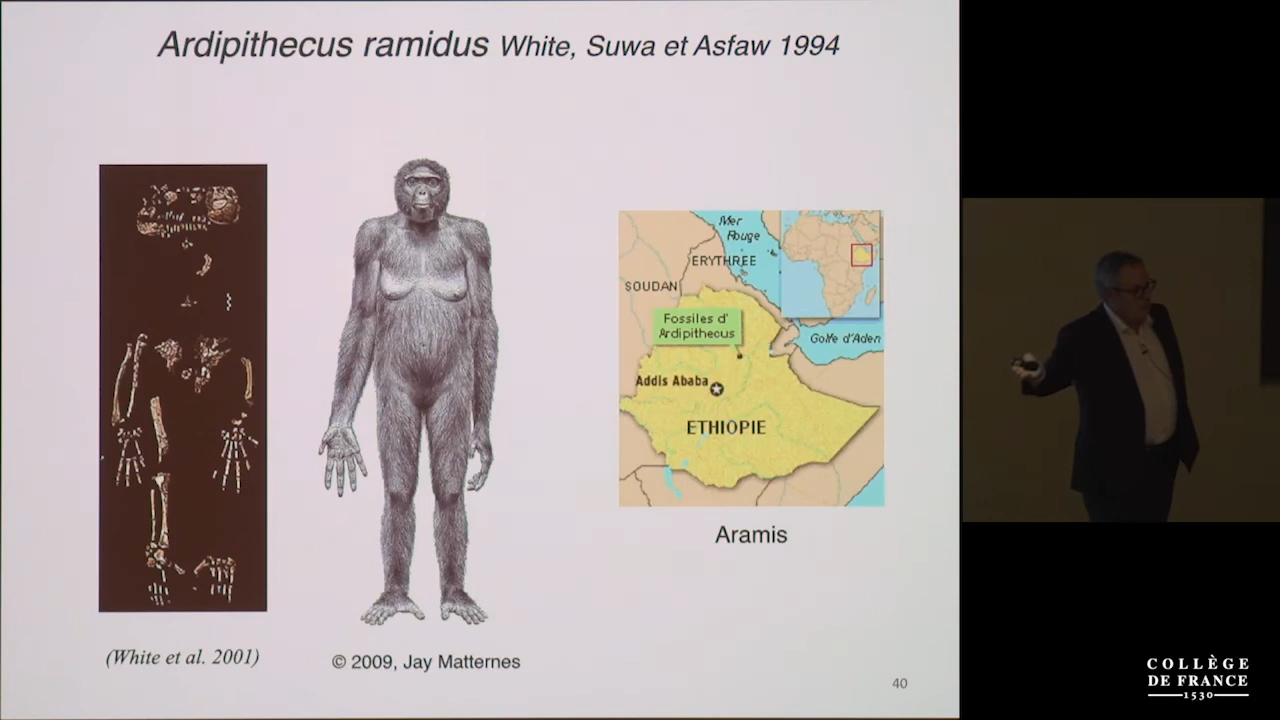 Ardipithecus ramidus White, Suwa et Asfaw 1994
Mer
Rouge
ERYTHREE
SOUDAN
Fossiles d'
Ardipithecus
Golfe d'Aden
Addis Ababa
ETHIOPIE
Aramis
(White et al. 2001)
© 2009, Jay Matternes
40
COLLÈGE
DE FRANCE
1530